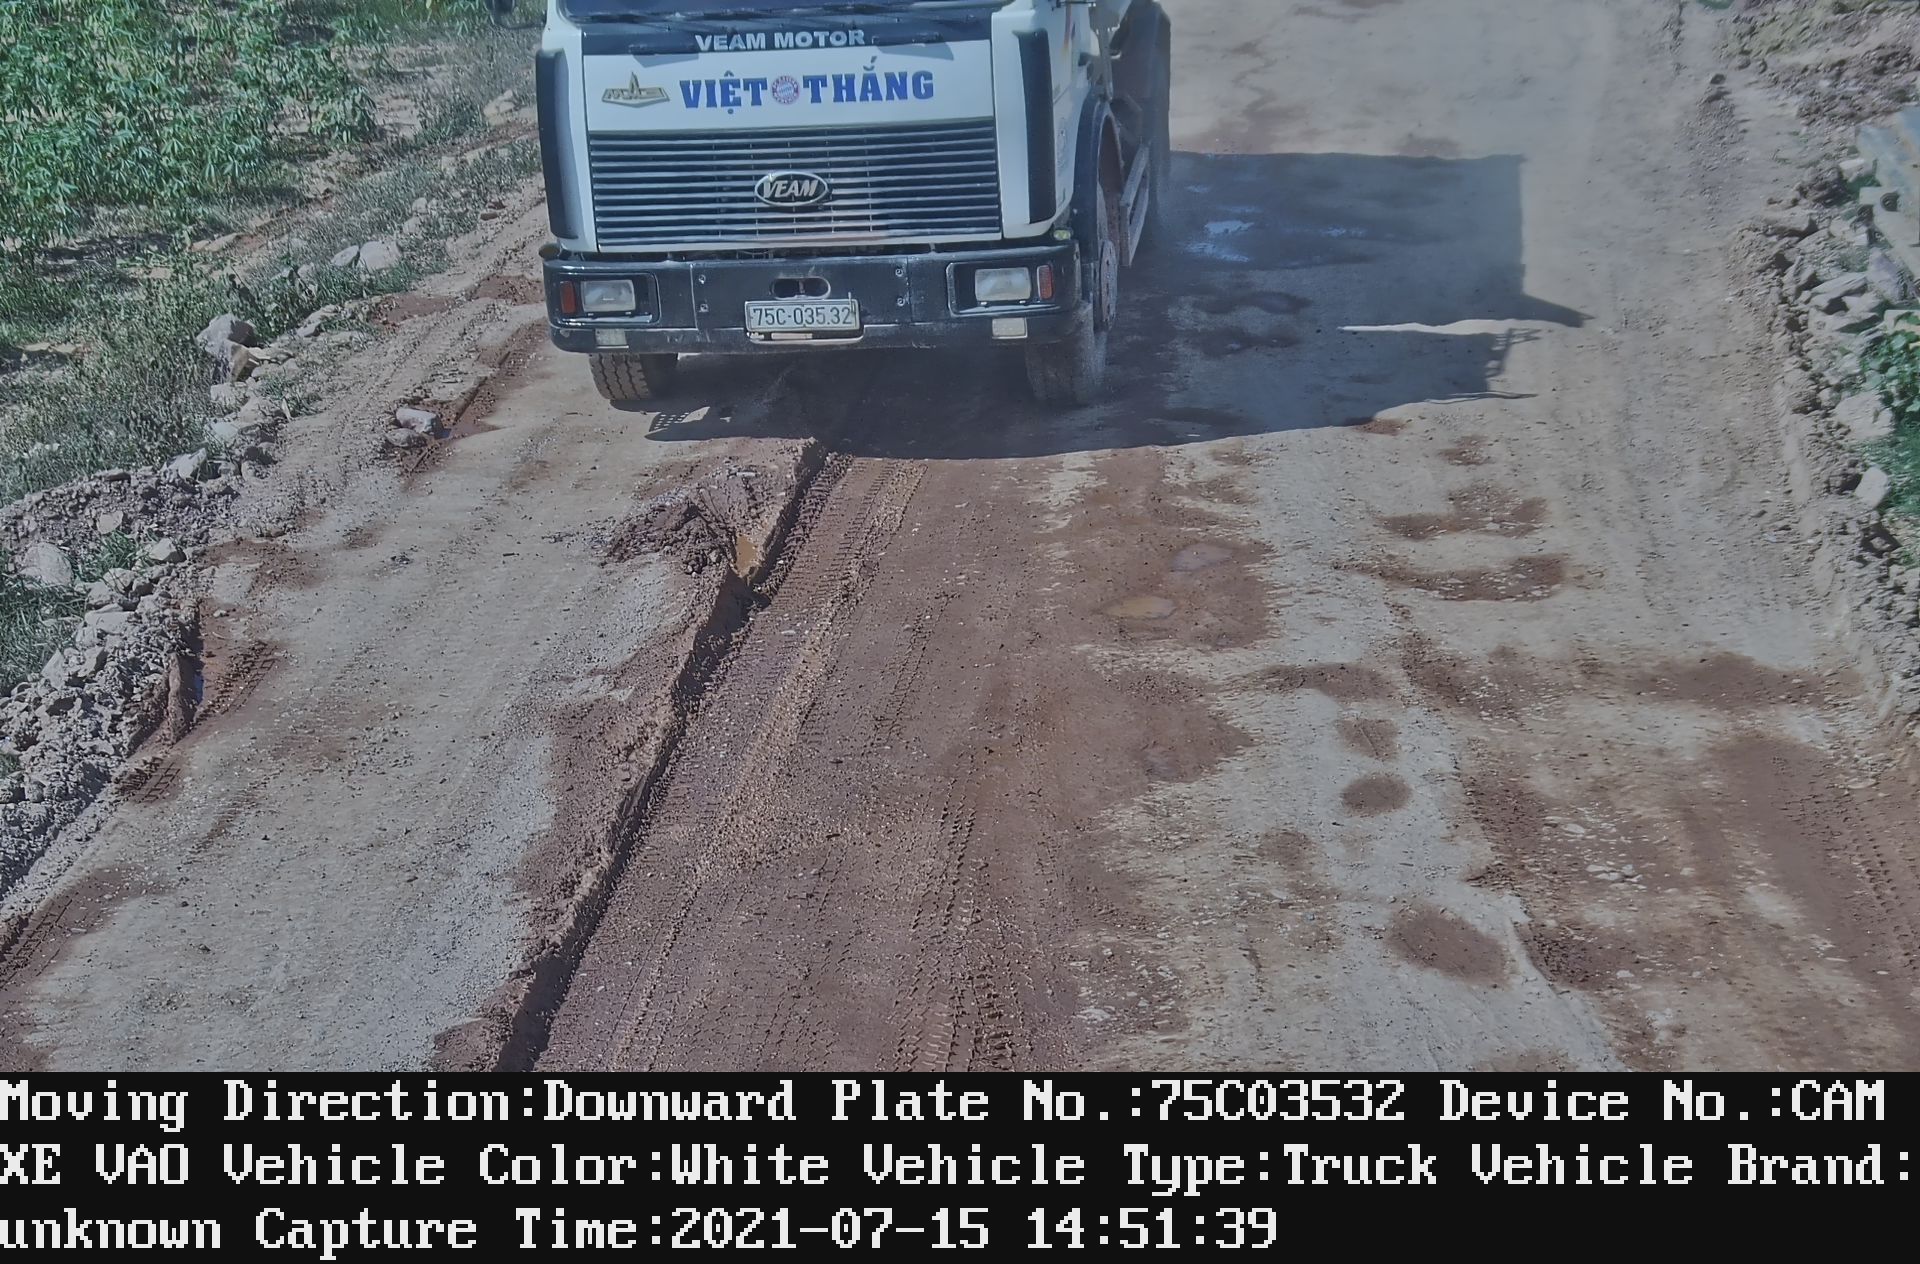 VEAM MOTOR
VIỆT THẮNG
VEAM
75C-035.32
Moving Direction:Downward Plate No.:75C03532 Device No.:CAM
XE VAO Vehicle Color:White Vehicle Type:Truck Vehicle Brand:
unknown Capture Time:2021-07-15 14:51:39